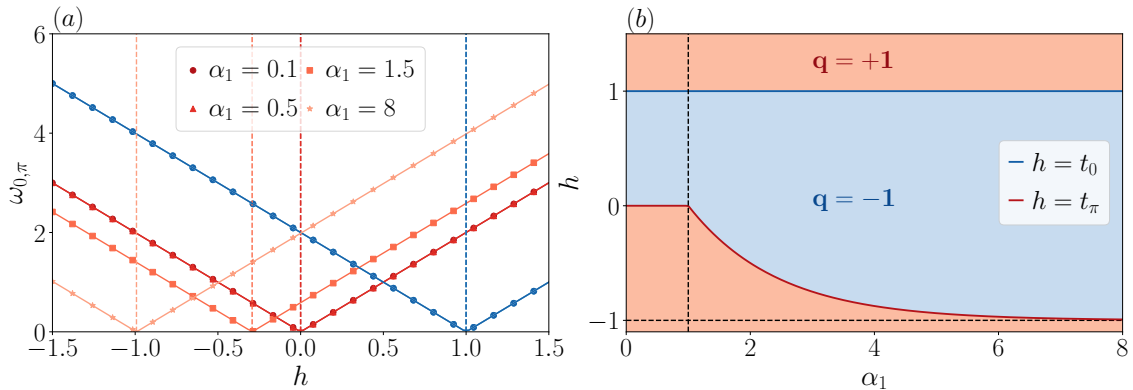 (a)
6
4
2
0
ω₀,π
α₁ = 0.1
α₁ = 1.5
α₁ = 0.5
α₁ = 8
−1.5
−1.0
−0.5
0.0
0.5
1.0
1.5
h
(b)
q = +1
1
h = t₀
h = t_π
q = −1
h
0
−1
0
2
4
6
8
α₁